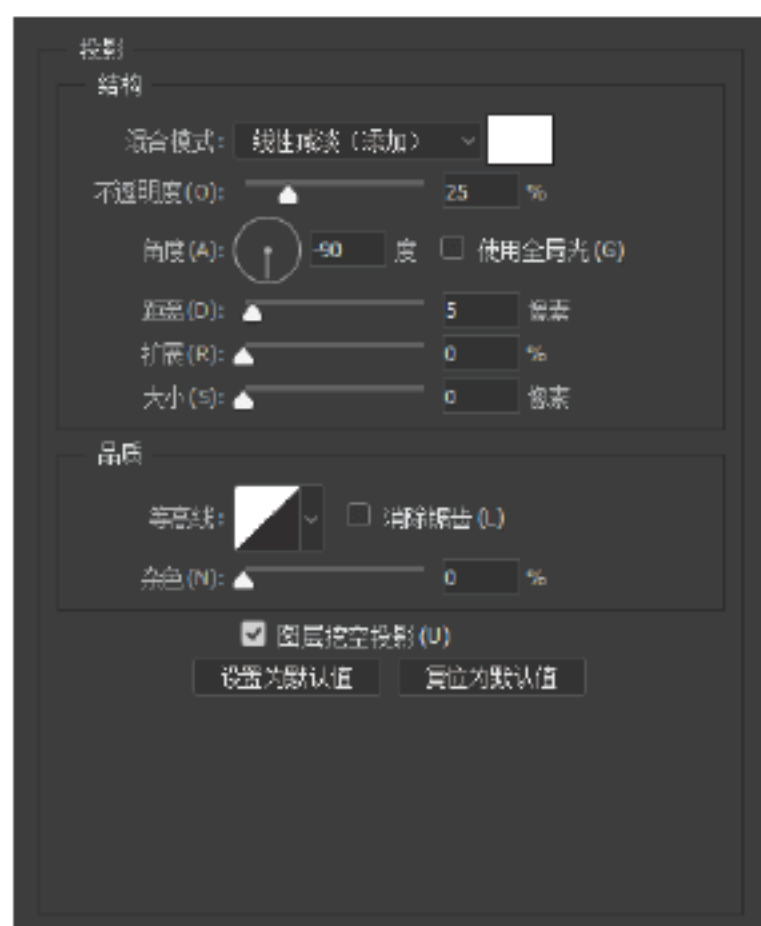 投影
结构
混合模式: 线性减淡（添加）
不透明度(O): 25 %
角度(A): -90 度 使用全局光(G)
距离(D): 5 像素
扩展(R): 0 %
大小(S): 0 像素
品质
等高线: 消除锯齿(L)
杂色(N): 0 %
图层挖空投影(U)
设置为默认值 复位为默认值